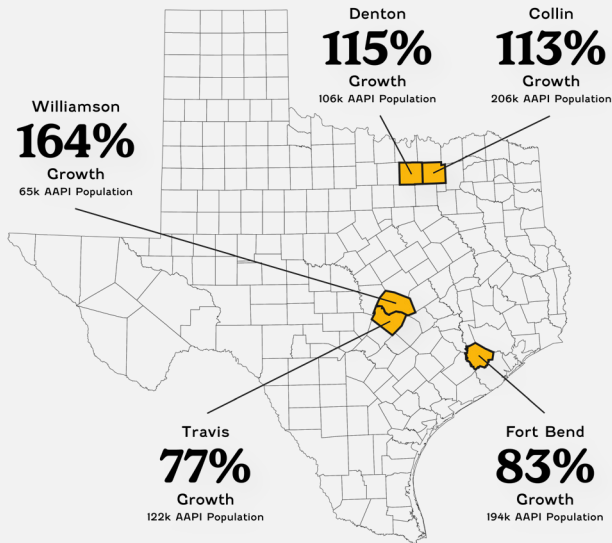 Denton
115%
Growth
106k AAPI Population
Collin
113%
Growth
206k AAPI Population
Williamson
164%
Growth
65k AAPI Population
Travis
77%
Growth
122k AAPI Population
Fort Bend
83%
Growth
194k AAPI Population